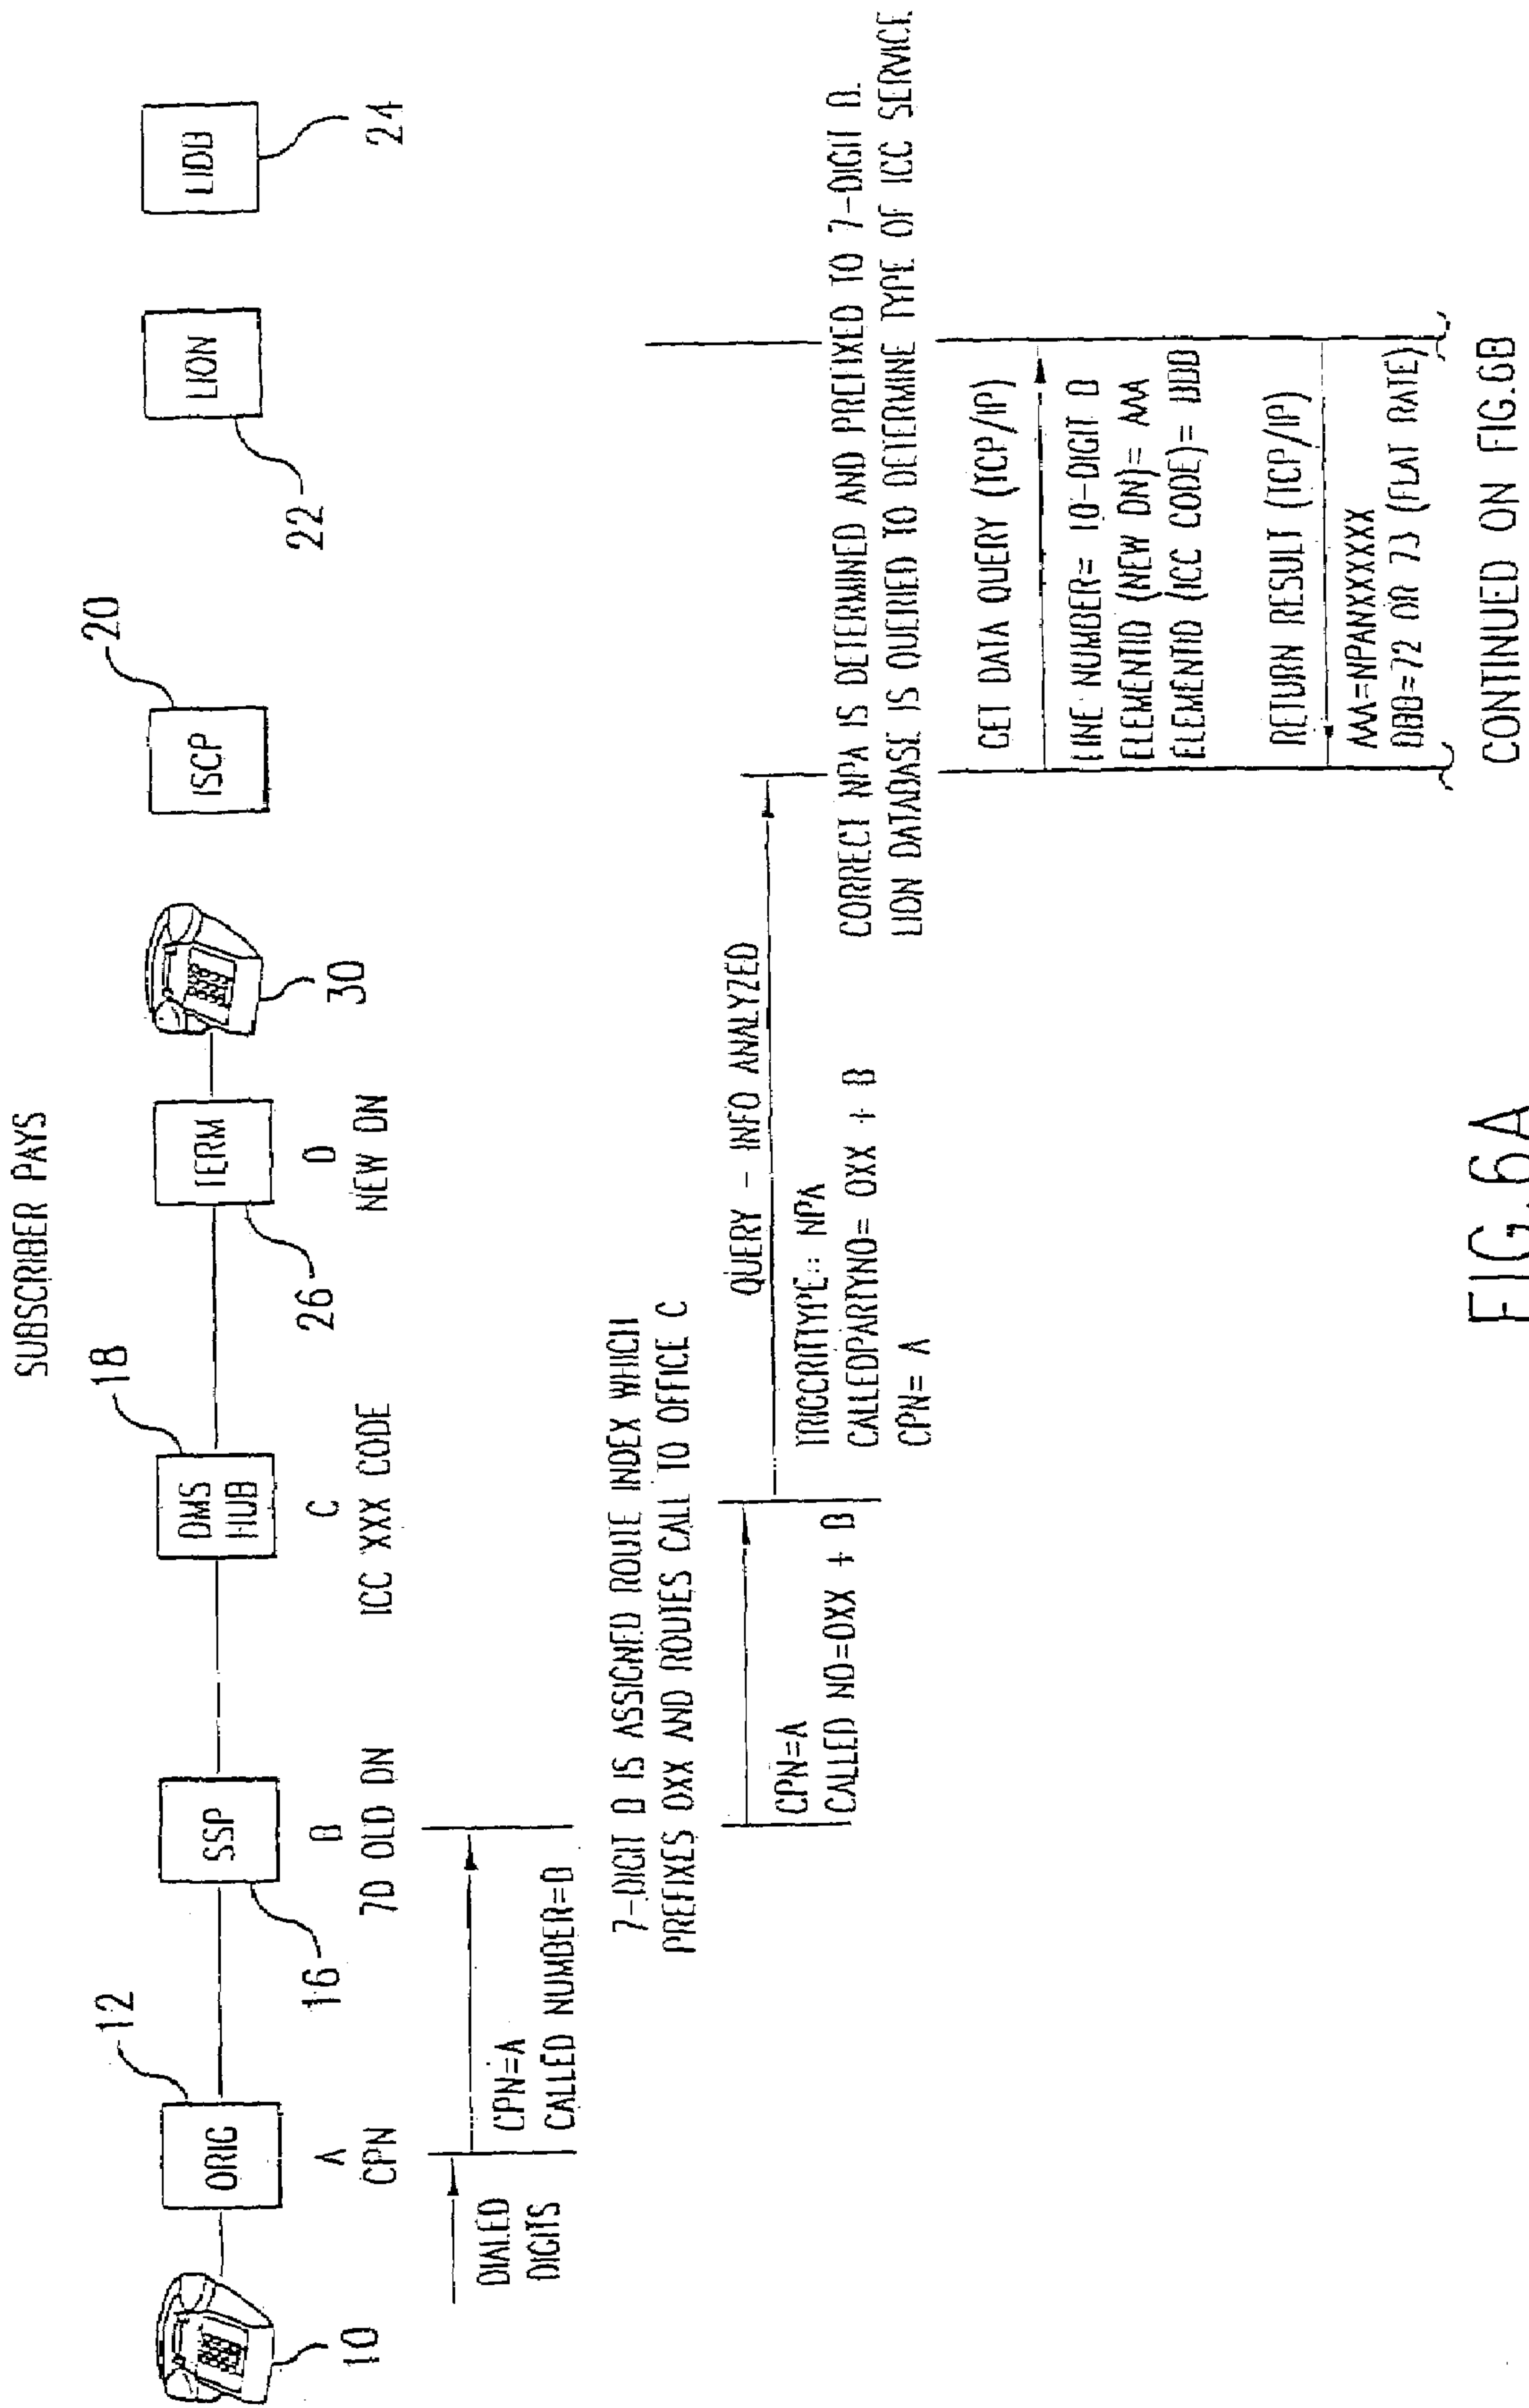 SUBSCRIBER PAYS
10
ORIG
12
A
CPN
SSP
16
B
7D OLD DN
DMS
HUB
18
C
ICC XXX CODE
TERM
26
D
NEW DN
30
ISCP
20
LION
22
LIDB
24
DIALED
DIGITS
CPN=A
CALLED NUMBER=B
7-DIGIT B IS ASSIGNED ROUTE INDEX WHICH
PREFIXES OXX AND ROUTES CALL TO OFFICE C
CPN=A
CALLED NO=OXX + B
QUERY - INFO ANALYZED
TRIGCRITTYPE= NPA
CALLEDPARTYNO= OXX + B
CPN= A
CORRECT NPA IS DETERMINED AND PREFIXED TO 7-DIGIT B.
LION DATABASE IS QUERIED TO DETERMINE TYPE OF ICC SERVICE
GET DATA QUERY (TCP/IP)
LINE NUMBER= 10-DIGIT B
ELEMENTID (NEW DN)= AAA
ELEMENTID (ICC CODE)= BBB
RETURN RESULT (TCP/IP)
AAA=NPANXXXXXX
BBB=72 OR 73 (FLAT RATE)
CONTINUED ON FIG.6B
FIG.6A